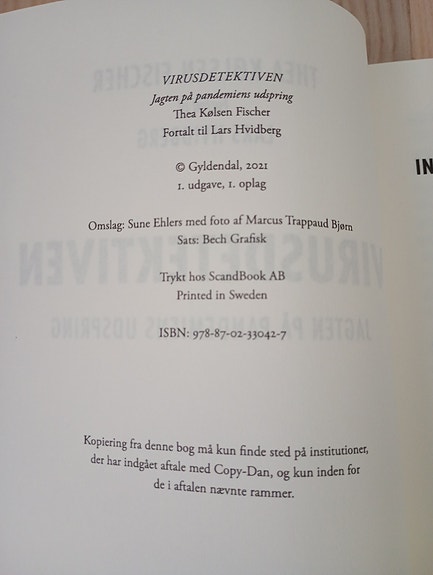 VIRUSDETEKTIVEN
Jagten på pandemiens udspring
Thea Kølsen Fischer
Fortalt til Lars Hvidberg
© Gyldendal, 2021
1. udgave, 1. oplag
Omslag: Sune Ehlers med foto af Marcus Trappaud Bjørn
Sats: Bech Grafisk
Trykt hos ScandBook AB
Printed in Sweden
ISBN: 978-87-02-33042-7
Kopiering fra denne bog må kun finde sted på institutioner,
der har indgået aftale med Copy-Dan, og kun inden for
de i aftalen nævnte rammer.
IN